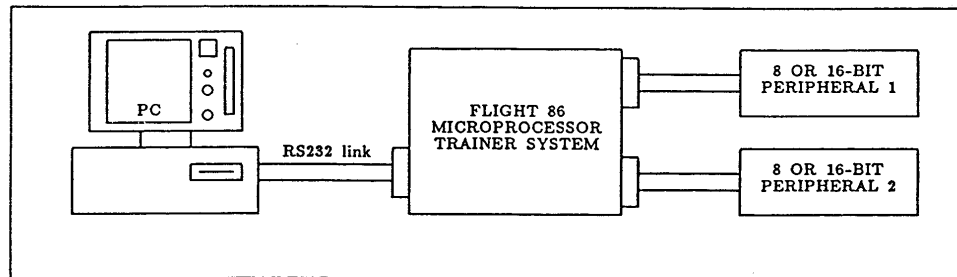 PC
RS232 link
FLIGHT 86
MICROPROCESSOR
TRAINER SYSTEM
8 OR 16-BIT
PERIPHERAL 1
8 OR 16-BIT
PERIPHERAL 2